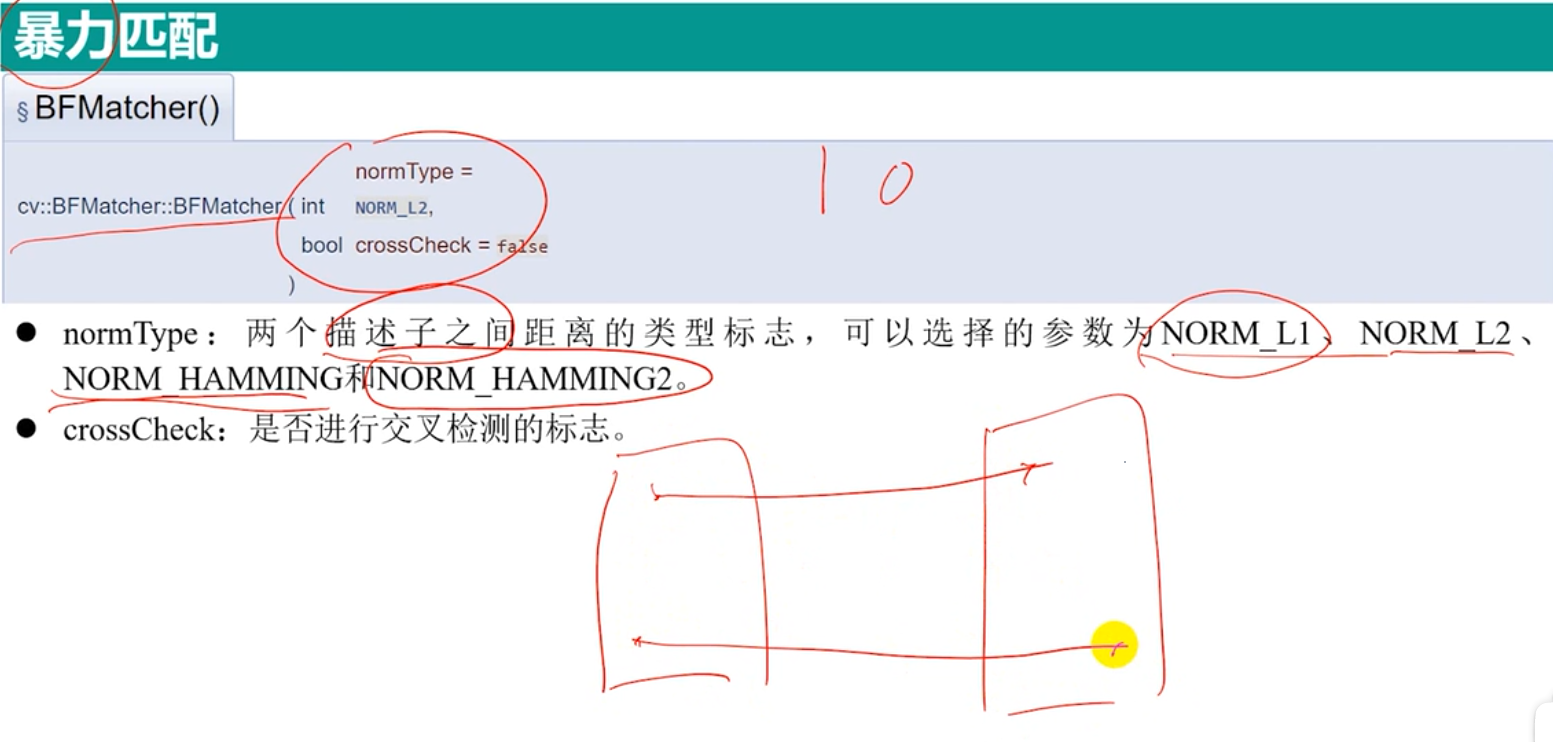 暴力匹配
§ BFMatcher()
normType =
cv::BFMatcher::BFMatcher ( int NORM_L2,
bool crossCheck = false
)
1 0
● normType：两个描述子之间距离的类型标志，可以选择的参数为NORM_L1、NORM_L2、
NORM_HAMMING和NORM_HAMMING2。
● crossCheck：是否进行交叉检测的标志。